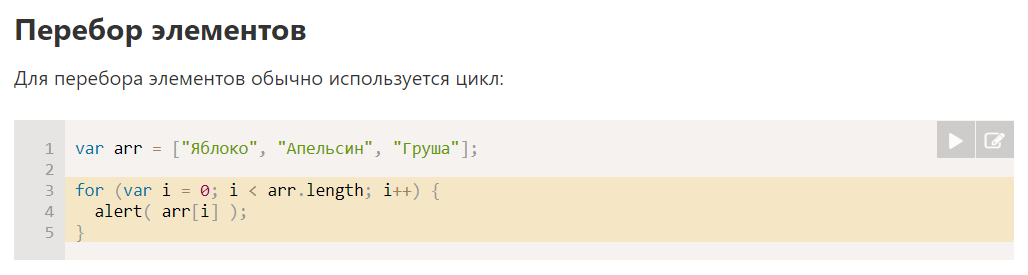 Перебор элементов
Для перебора элементов обычно используется цикл:
1 var arr = ["Яблоко", "Апельсин", "Груша"];
2
3 for (var i = 0; i < arr.length; i++) {
4   alert( arr[i] );
5 }